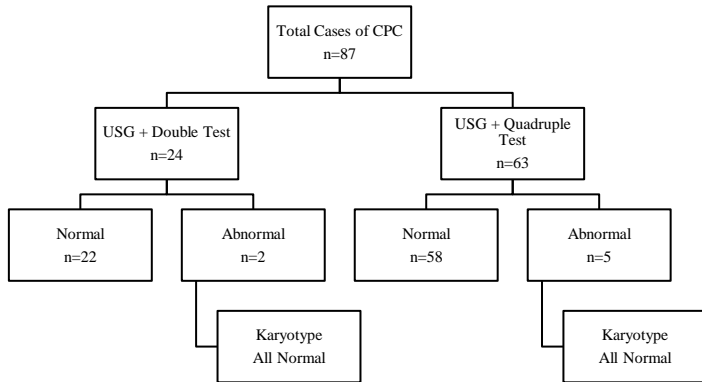 Total Cases of CPC
n=87
USG + Double Test
n=24
USG + Quadruple
Test
n=63
Normal
n=22
Abnormal
n=2
Normal
n=58
Abnormal
n=5
Karyotype
All Normal
Karyotype
All Normal